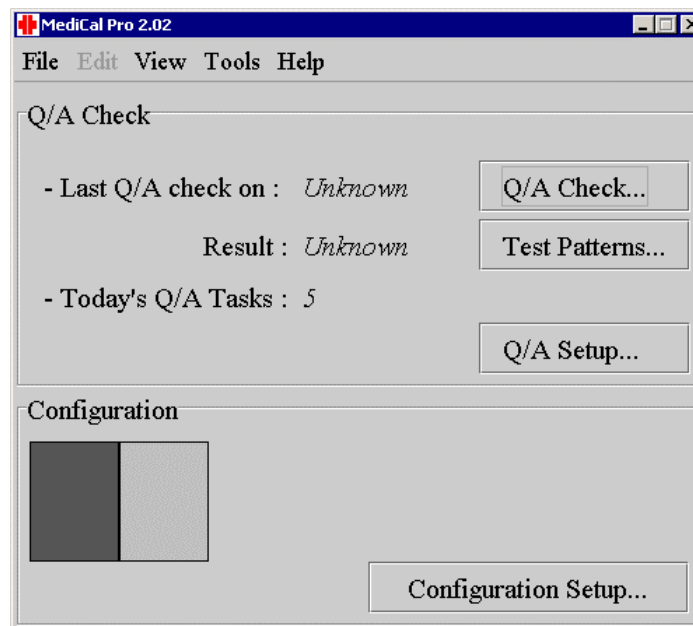 MediCal Pro 2.02
File Edit View Tools Help
Q/A Check
- Last Q/A check on : Unknown Q/A Check...
Result : Unknown Test Patterns...
- Today's Q/A Tasks : 5
Q/A Setup...
Configuration
Configuration Setup...